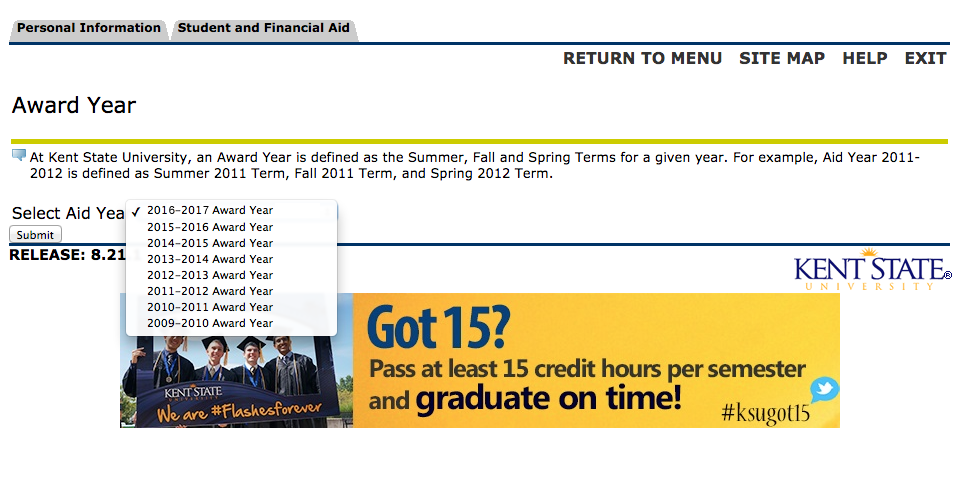 Personal Information
Student and Financial Aid
RETURN TO MENU SITE MAP HELP EXIT
Award Year
At Kent State University, an Award Year is defined as the Summer, Fall and Spring Terms for a given year. For example, Aid Year 2011-
2012 is defined as Summer 2011 Term, Fall 2011 Term, and Spring 2012 Term.
Select Aid Yea
✓ 2016-2017 Award Year
2015-2016 Award Year
2014-2015 Award Year
2013-2014 Award Year
2012-2013 Award Year
2011-2012 Award Year
2010-2011 Award Year
2009-2010 Award Year
Submit
RELEASE: 8.21
KENT STATE®
UNIVERSITY
Got 15?
Pass at least 15 credit hours per semester
and graduate on time!
#ksugot15
KENT STATE
UNIVERSITY
We are #Flashesforever